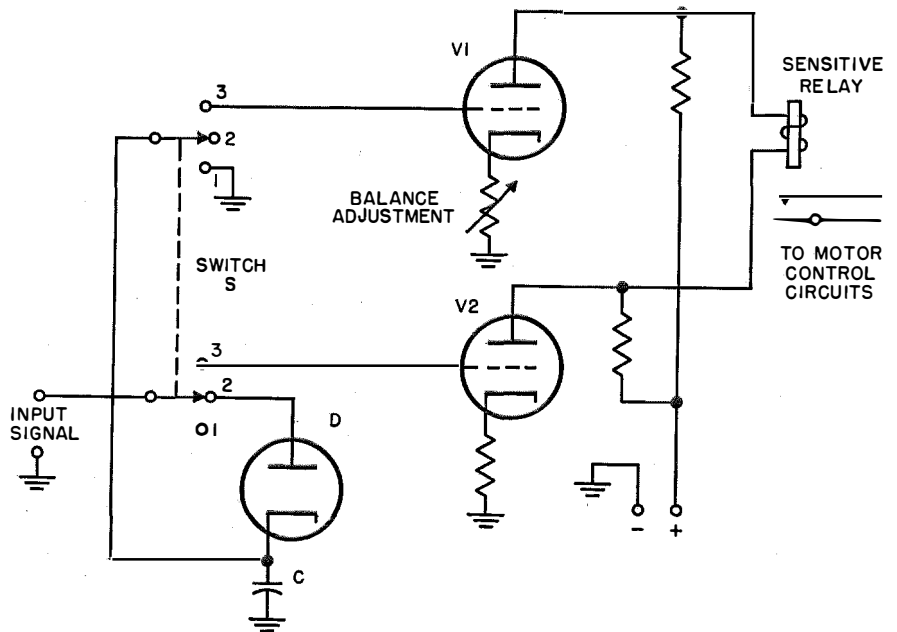 V1
SENSITIVE
RELAY
3
2
1
BALANCE
ADJUSTMENT
SWITCH
S
TO MOTOR
CONTROL
CIRCUITS
V2
3
2
INPUT
SIGNAL
1
D
C
- +